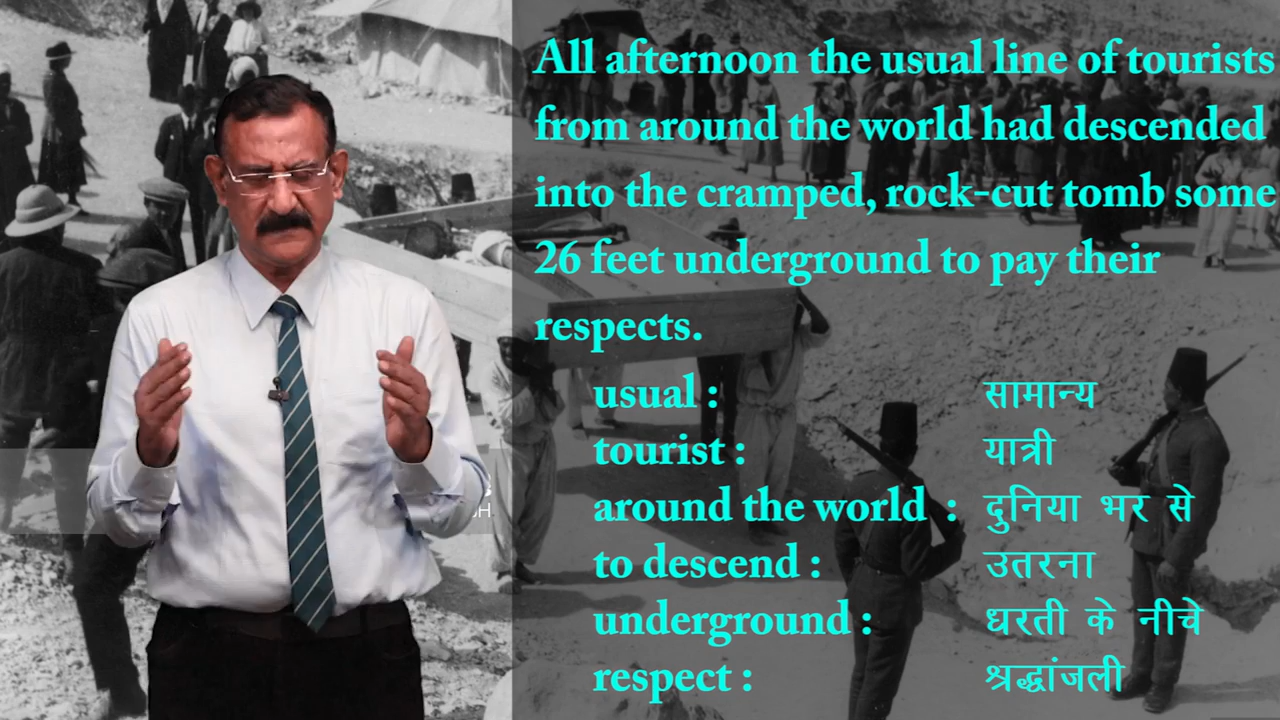 All afternoon the usual line of tourists
from around the world had descended
into the cramped, rock-cut tomb some
26 feet underground to pay their
respects.
usual : सामान्य
tourist : यात्री
around the world : दुनिया भर से
to descend : उतरना
underground : धरती के नीचे
respect : श्रद्धांजली